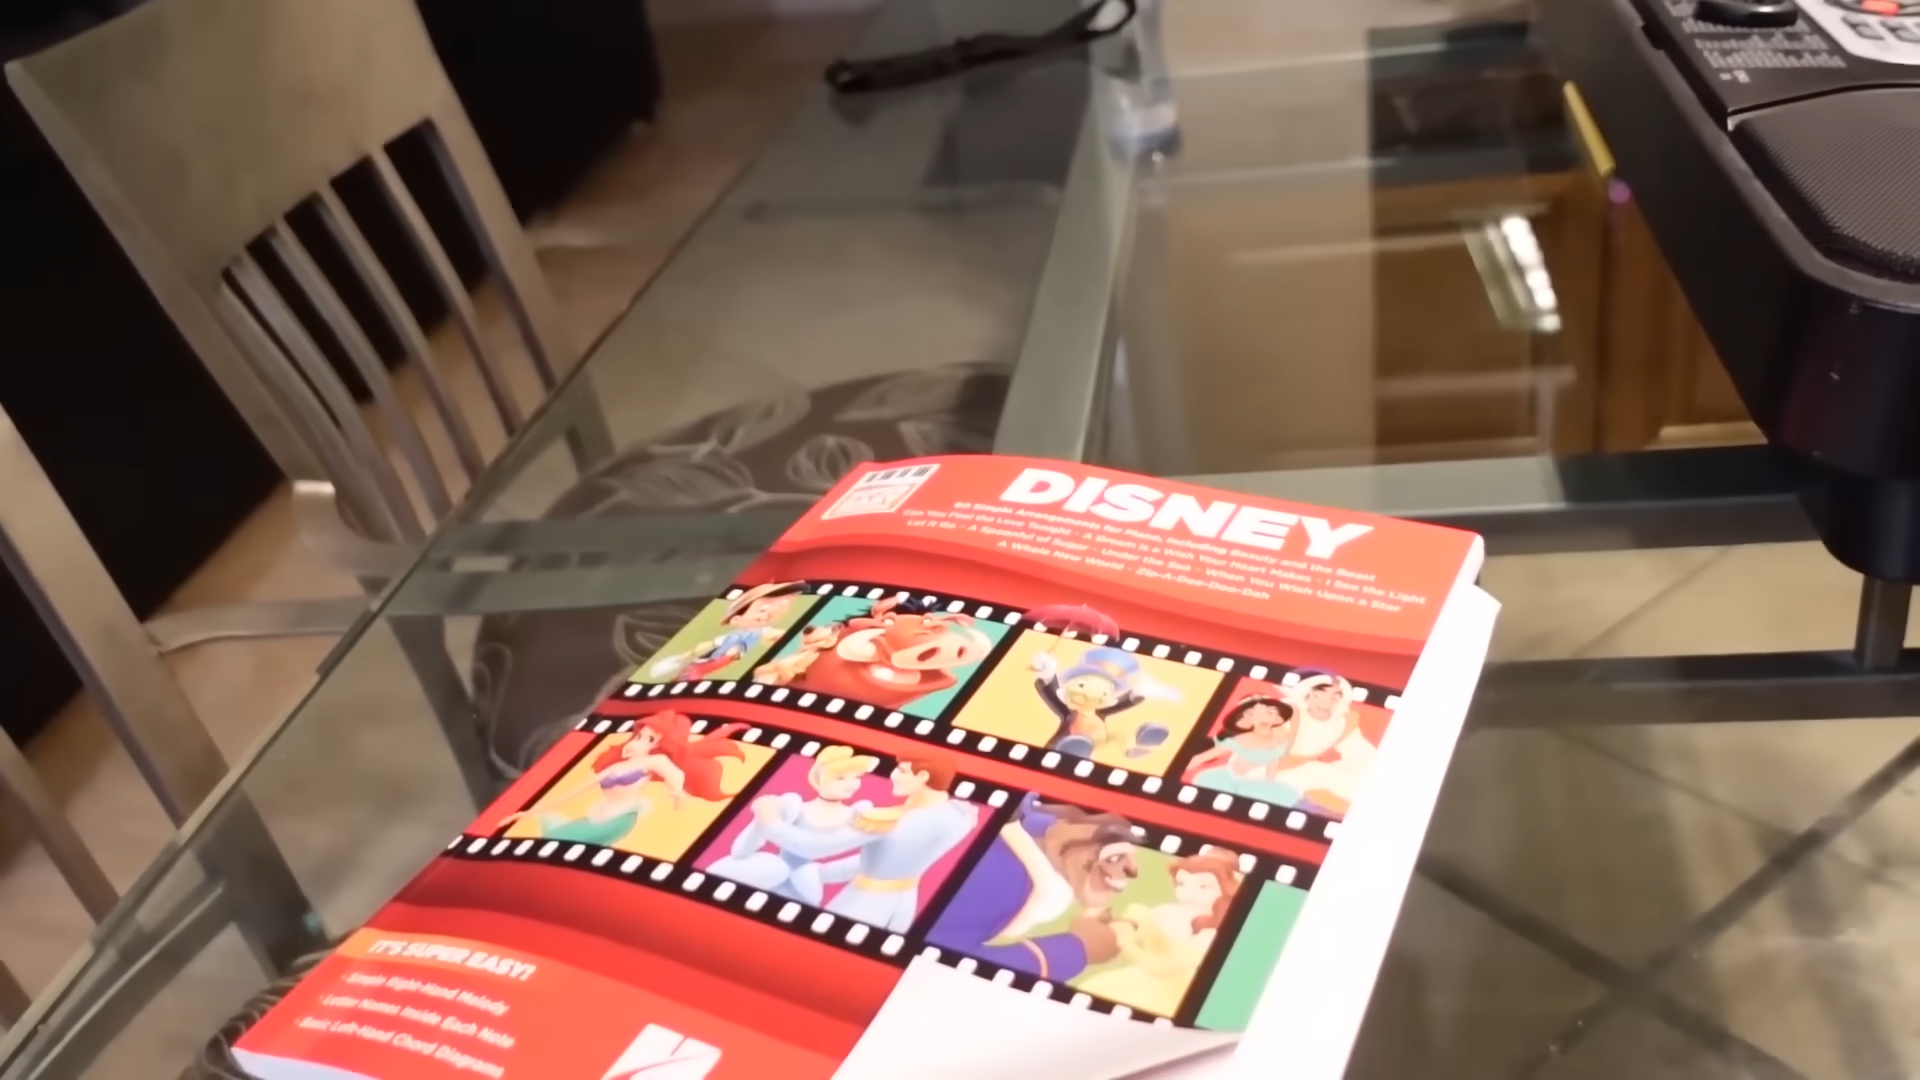 DISNEY
EASY
60 Simple Arrangements for Piano, Including Beauty and the Beast
Can You Feel the Love Tonight · A Dream Is a Wish Your Heart Makes · I See the Light
Let It Go · A Spoonful of Sugar · Under the Sea · When You Wish Upon a Star
A Whole New World · Zip-A-Dee-Doo-Dah
IT'S SUPER EASY!
· Simple Right-Hand Melody
· Letter Names Inside Each Note
· Basic Left-Hand Chord Diagrams